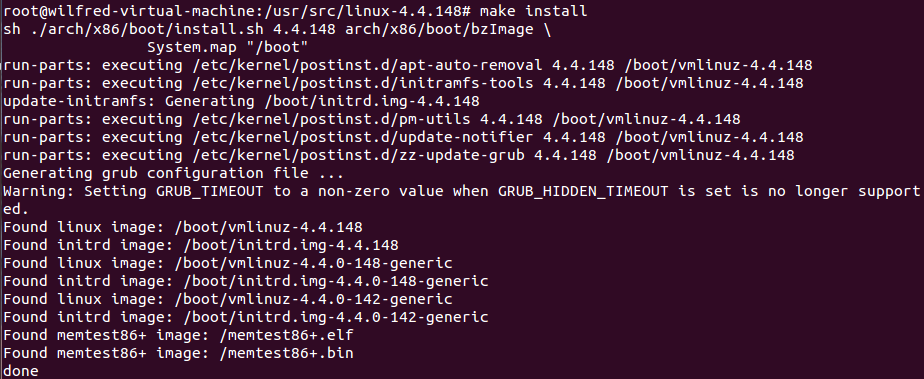 root@wilfred-virtual-machine:/usr/src/linux-4.4.148# make install
sh ./arch/x86/boot/install.sh 4.4.148 arch/x86/boot/bzImage \
System.map "/boot"
run-parts: executing /etc/kernel/postinst.d/apt-auto-removal 4.4.148 /boot/vmlinuz-4.4.148
run-parts: executing /etc/kernel/postinst.d/initramfs-tools 4.4.148 /boot/vmlinuz-4.4.148
update-initramfs: Generating /boot/initrd.img-4.4.148
run-parts: executing /etc/kernel/postinst.d/pm-utils 4.4.148 /boot/vmlinuz-4.4.148
run-parts: executing /etc/kernel/postinst.d/update-notifier 4.4.148 /boot/vmlinuz-4.4.148
run-parts: executing /etc/kernel/postinst.d/zz-update-grub 4.4.148 /boot/vmlinuz-4.4.148
Generating grub configuration file ...
Warning: Setting GRUB_TIMEOUT to a non-zero value when GRUB_HIDDEN_TIMEOUT is set is no longer support
ed.
Found linux image: /boot/vmlinuz-4.4.148
Found initrd image: /boot/initrd.img-4.4.148
Found linux image: /boot/vmlinuz-4.4.0-148-generic
Found initrd image: /boot/initrd.img-4.4.0-148-generic
Found linux image: /boot/vmlinuz-4.4.0-142-generic
Found initrd image: /boot/initrd.img-4.4.0-142-generic
Found memtest86+ image: /memtest86+.elf
Found memtest86+ image: /memtest86+.bin
done